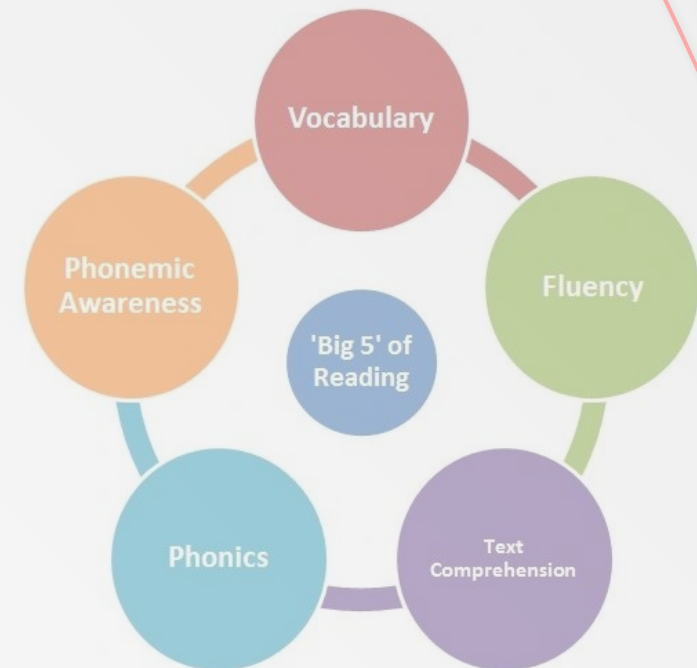 Vocabulary
Fluency
Text
Comprehension
Phonics
Phonemic
Awareness
'Big 5' of
Reading